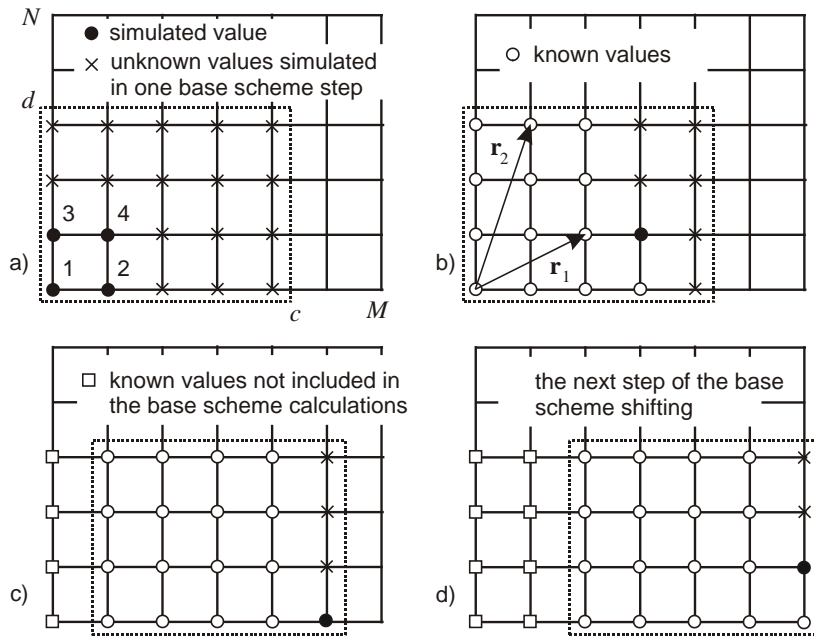 N
simulated value
unknown values simulated
in one base scheme step
d
3 4
1 2
a)
c M
known values
r2
r1
b)
known values not included in
the base scheme calculations
c)
the next step of the base
scheme shifting
d)